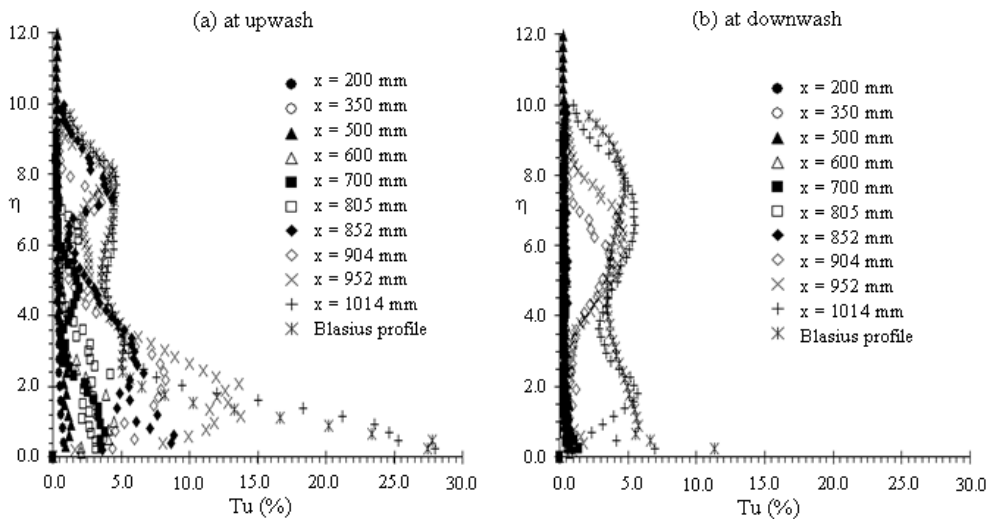 (a) at upwash
12.0
10.0
8.0
η
6.0
4.0
2.0
0.0
0.0 5.0 10.0 15.0 20.0 25.0 30.0
Tu (%)
x = 200 mm
x = 350 mm
x = 500 mm
x = 600 mm
x = 700 mm
x = 805 mm
x = 852 mm
x = 904 mm
x = 952 mm
x = 1014 mm
Blasius profile
(b) at downwash
12.0
10.0
8.0
η
6.0
4.0
2.0
0.0
0.0 5.0 10.0 15.0 20.0 25.0 30.0
Tu (%)
x = 200 mm
x = 350 mm
x = 500 mm
x = 600 mm
x = 700 mm
x = 805 mm
x = 852 mm
x = 904 mm
x = 952 mm
x = 1014 mm
Blasius profile